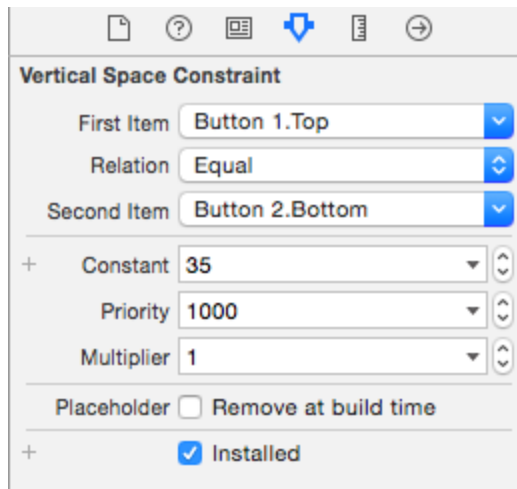 Vertical Space Constraint
First Item Button 1.Top
Relation Equal
Second Item Button 2.Bottom
+ Constant 35
Priority 1000
Multiplier 1
Placeholder Remove at build time
+ Installed